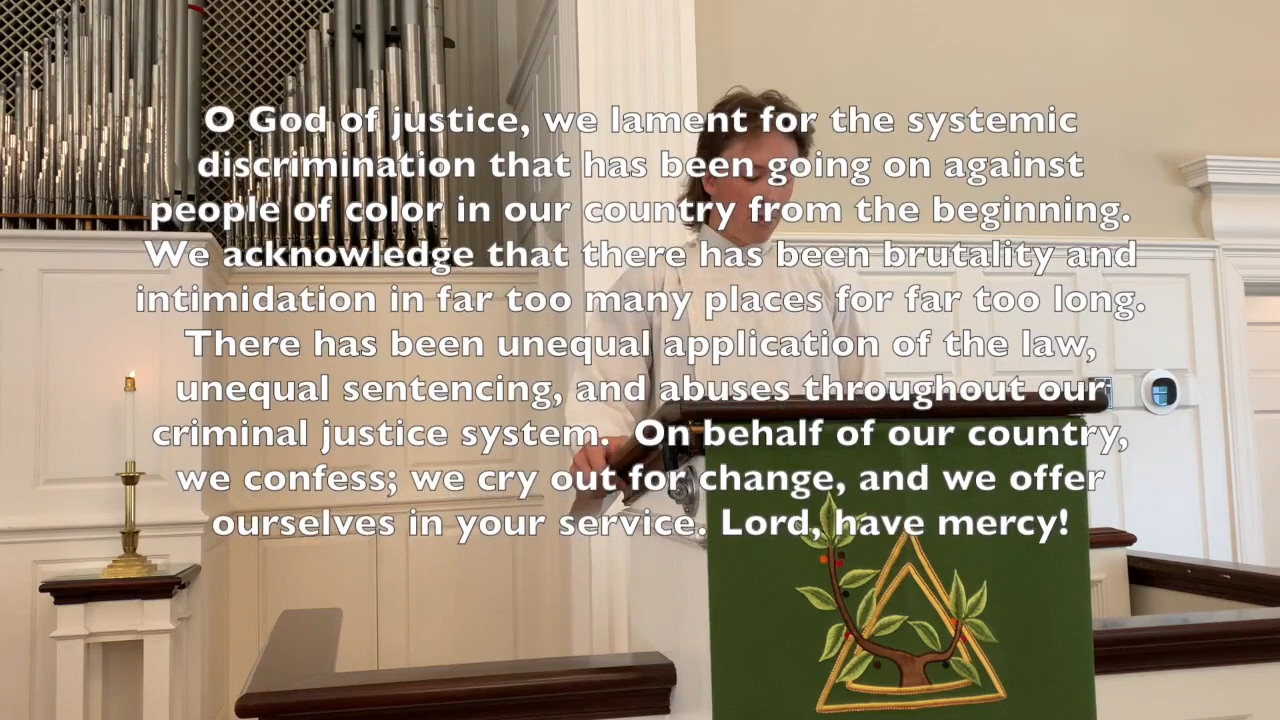 O God of justice, we lament for the systemic
discrimination that has been going on against
people of color in our country from the beginning.
We acknowledge that there has been brutality and
intimidation in far too many places for far too long.
There has been unequal application of the law,
unequal sentencing, and abuses throughout our
criminal justice system.  On behalf of our country,
we confess; we cry out for change, and we offer
ourselves in your service. Lord, have mercy!